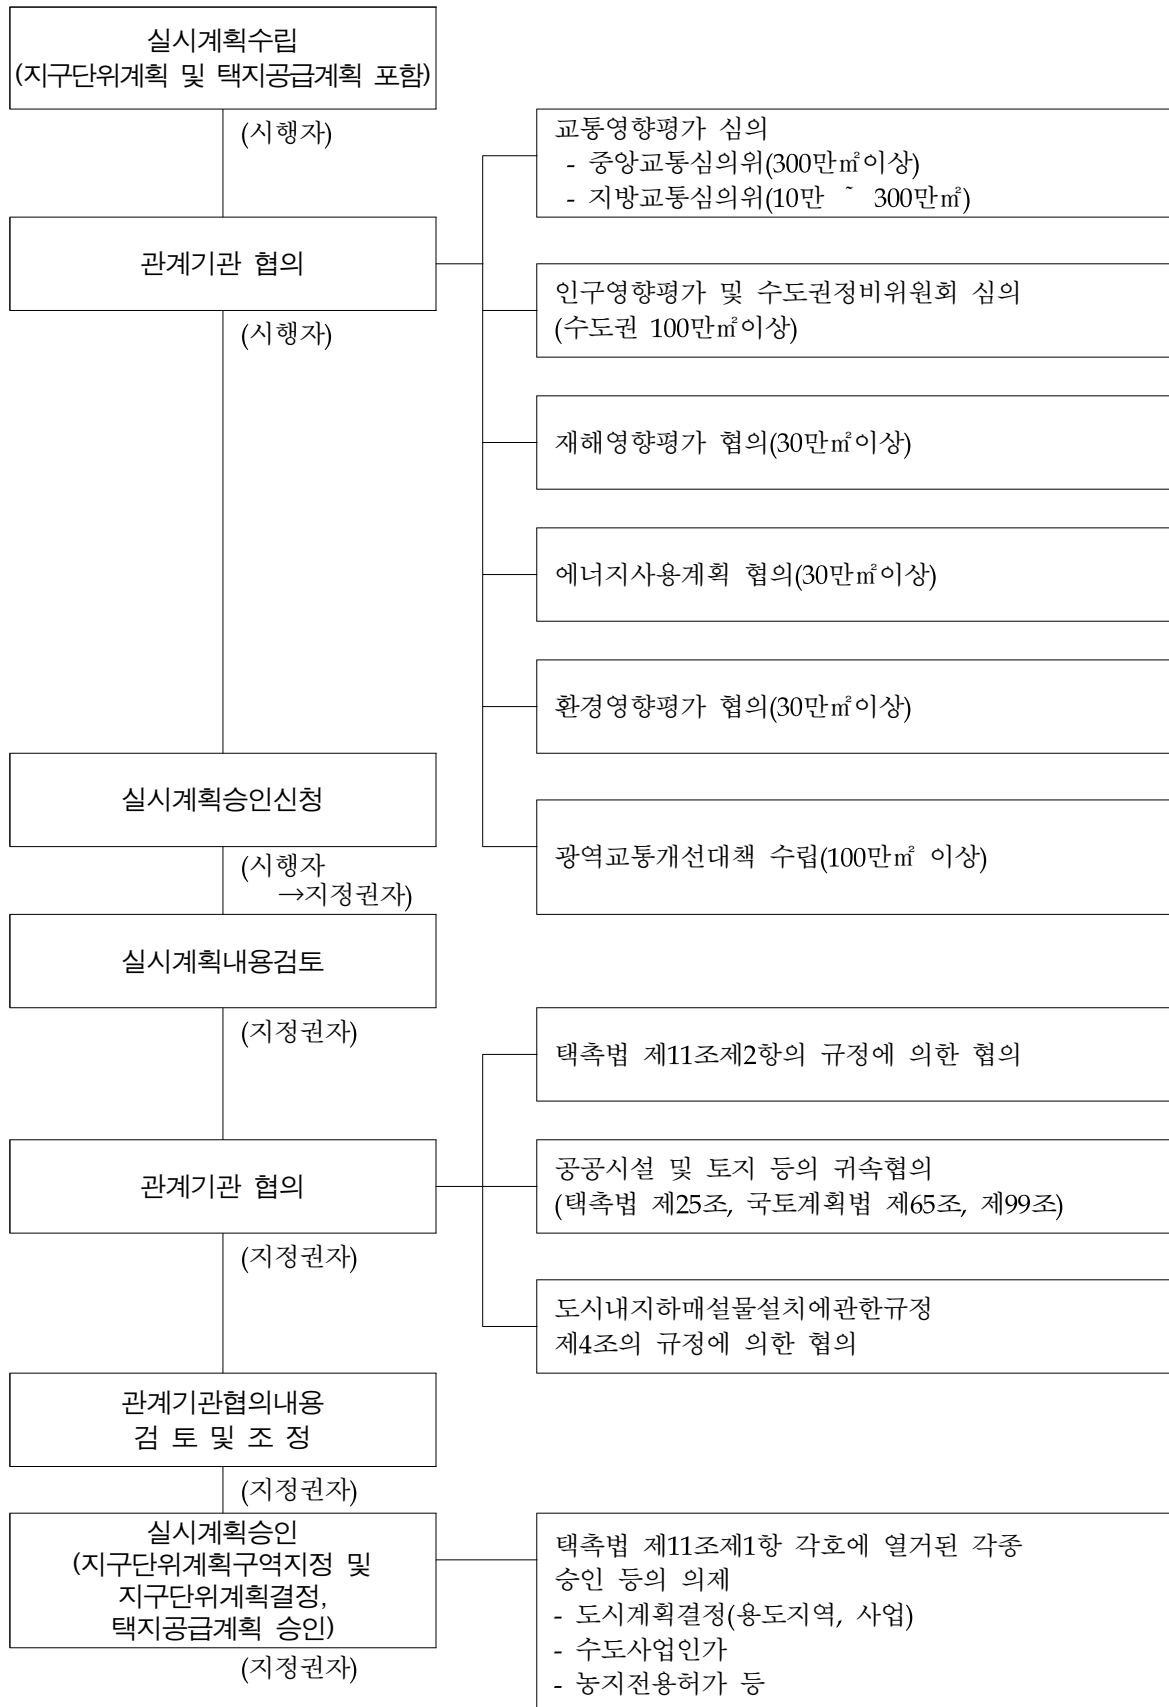 실시계획수립
(지구단위계획 및 택지공급계획 포함)
(시행자)
관계기관 협의
(시행자)
교통영향평가 심의
- 중앙교통심의위(300만㎡이상)
- 지방교통심의위(10만 ~ 300만㎡)
인구영향평가 및 수도권정비위원회 심의
(수도권 100만㎡이상)
재해영향평가 협의(30만㎡이상)
에너지사용계획 협의(30만㎡이상)
환경영향평가 협의(30만㎡이상)
광역교통개선대책 수립(100만㎡ 이상)
실시계획승인신청
(시행자
→지정권자)
실시계획내용검토
(지정권자)
관계기관 협의
(지정권자)
택촉법 제11조제2항의 규정에 의한 협의
공공시설 및 토지 등의 귀속협의
(택촉법 제25조, 국토계획법 제65조, 제99조)
도시내지하매설물설치에관한규정
제4조의 규정에 의한 협의
관계기관협의내용
검 토 및 조 정
(지정권자)
실시계획승인
(지구단위계획구역지정 및
지구단위계획결정,
택지공급계획 승인)
(지정권자)
택촉법 제11조제1항 각호에 열거된 각종
승인 등의 의제
- 도시계획결정(용도지역, 사업)
- 수도사업인가
- 농지전용허가 등